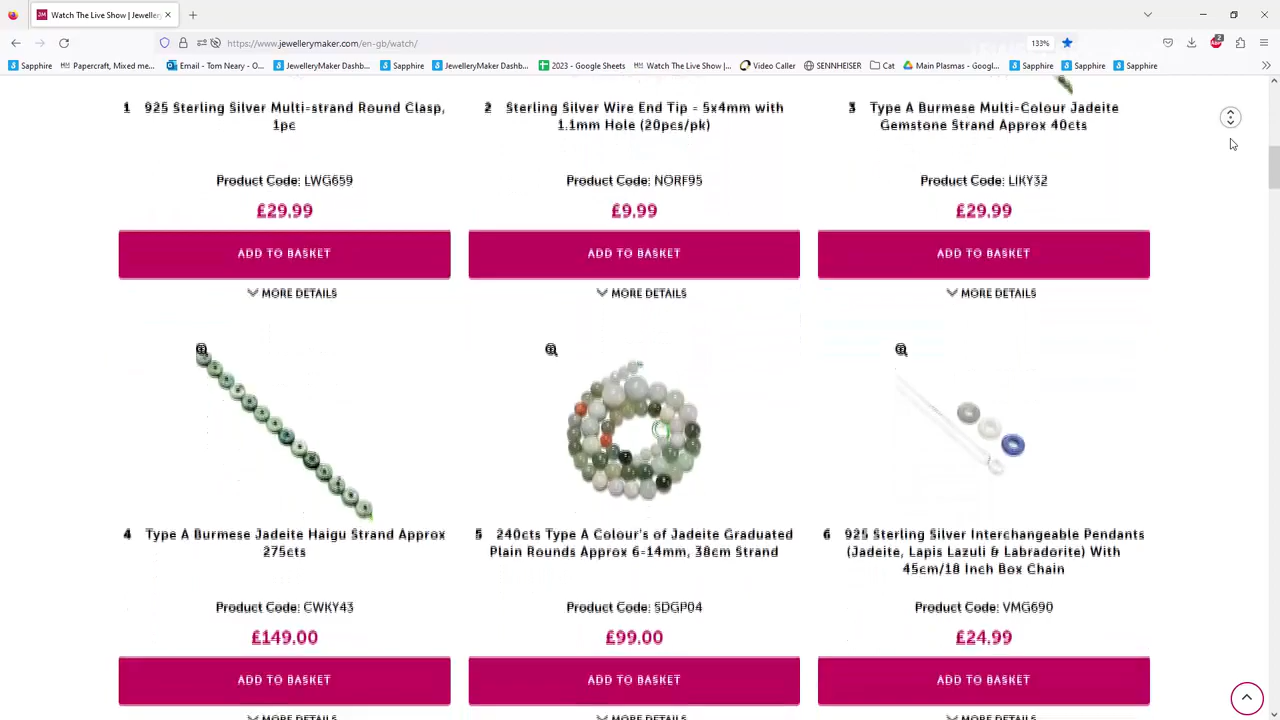 Watch The Live Show | Jeweller
https://www.jewellerymaker.com/en-gb/watch/
133%
2
Sapphire
Papercraft, Mixed me...
Email - Tom Neary - O...
JewelleryMaker Dashb...
Sapphire
JewelleryMaker Dashb...
2023 - Google Sheets
Watch The Live Show |...
Video Caller
SENNHEISER
Cat
Main Plasmas - Googl...
Sapphire
Sapphire
Sapphire
1 925 Sterling Silver Multi-strand Round Clasp,
1pc
Product Code: LWG659
£29.99
ADD TO BASKET
MORE DETAILS
2 Sterling Silver Wire End Tip - 5x4mm with
1.1mm Hole (20pcs/pk)
Product Code: NORF95
£9.99
ADD TO BASKET
MORE DETAILS
3 Type A Burmese Multi-Colour Jadeite
Gemstone Strand Approx 40cts
Product Code: LIKY32
£29.99
ADD TO BASKET
MORE DETAILS
4 Type A Burmese Jadeite Haigu Strand Approx
275cts
Product Code: CWKY43
£149.00
ADD TO BASKET
MORE DETAILS
5 240cts Type A Colour's of Jadeite Graduated
Plain Rounds Approx 6-14mm, 38cm Strand
Product Code: SDGP04
£99.00
ADD TO BASKET
MORE DETAILS
6 925 Sterling Silver Interchangeable Pendants
(Jadeite, Lapis Lazuli & Labradorite) With
45cm/18 Inch Box Chain
Product Code: VMG690
£24.99
ADD TO BASKET
MORE DETAILS